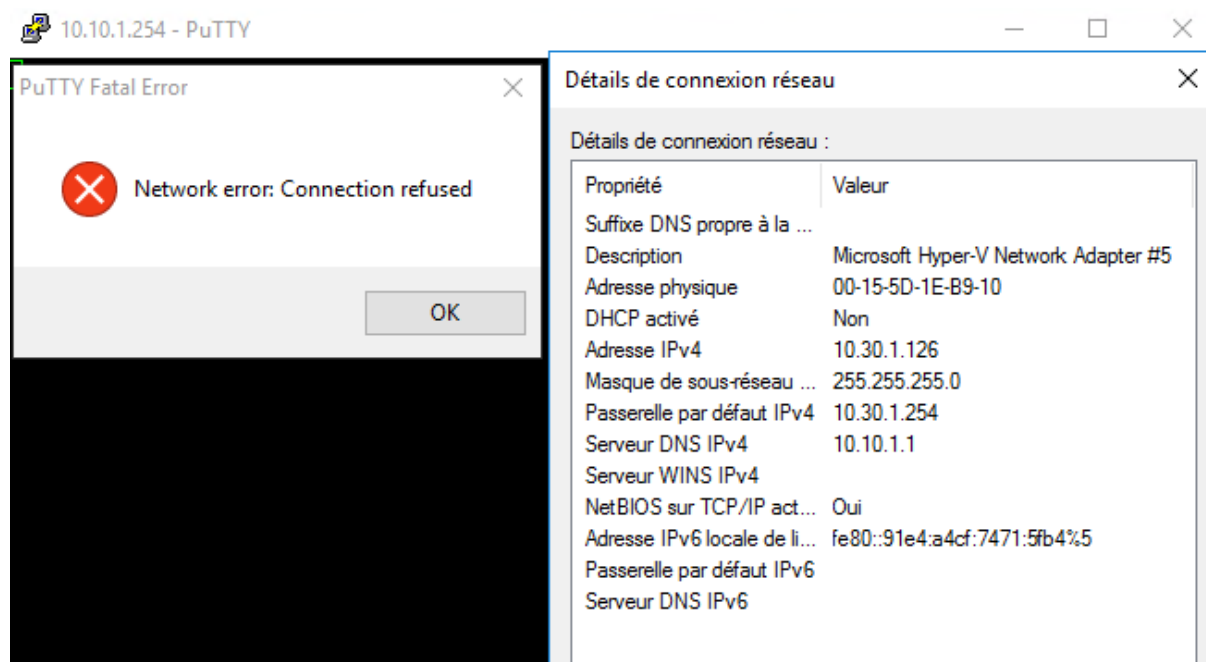 10.10.1.254 - PuTTY
PuTTY Fatal Error
Network error: Connection refused
OK
Détails de connexion réseau
Détails de connexion réseau :
Propriété Valeur
Suffixe DNS propre à la ...
Description Microsoft Hyper-V Network Adapter #5
Adresse physique 00-15-5D-1E-B9-10
DHCP activé Non
Adresse IPv4 10.30.1.126
Masque de sous-réseau ... 255.255.255.0
Passerelle par défaut IPv4 10.30.1.254
Serveur DNS IPv4 10.10.1.1
Serveur WINS IPv4
NetBIOS sur TCP/IP act... Oui
Adresse IPv6 locale de li... fe80::91e4:a4cf:7471:5fb4%5
Passerelle par défaut IPv6
Serveur DNS IPv6